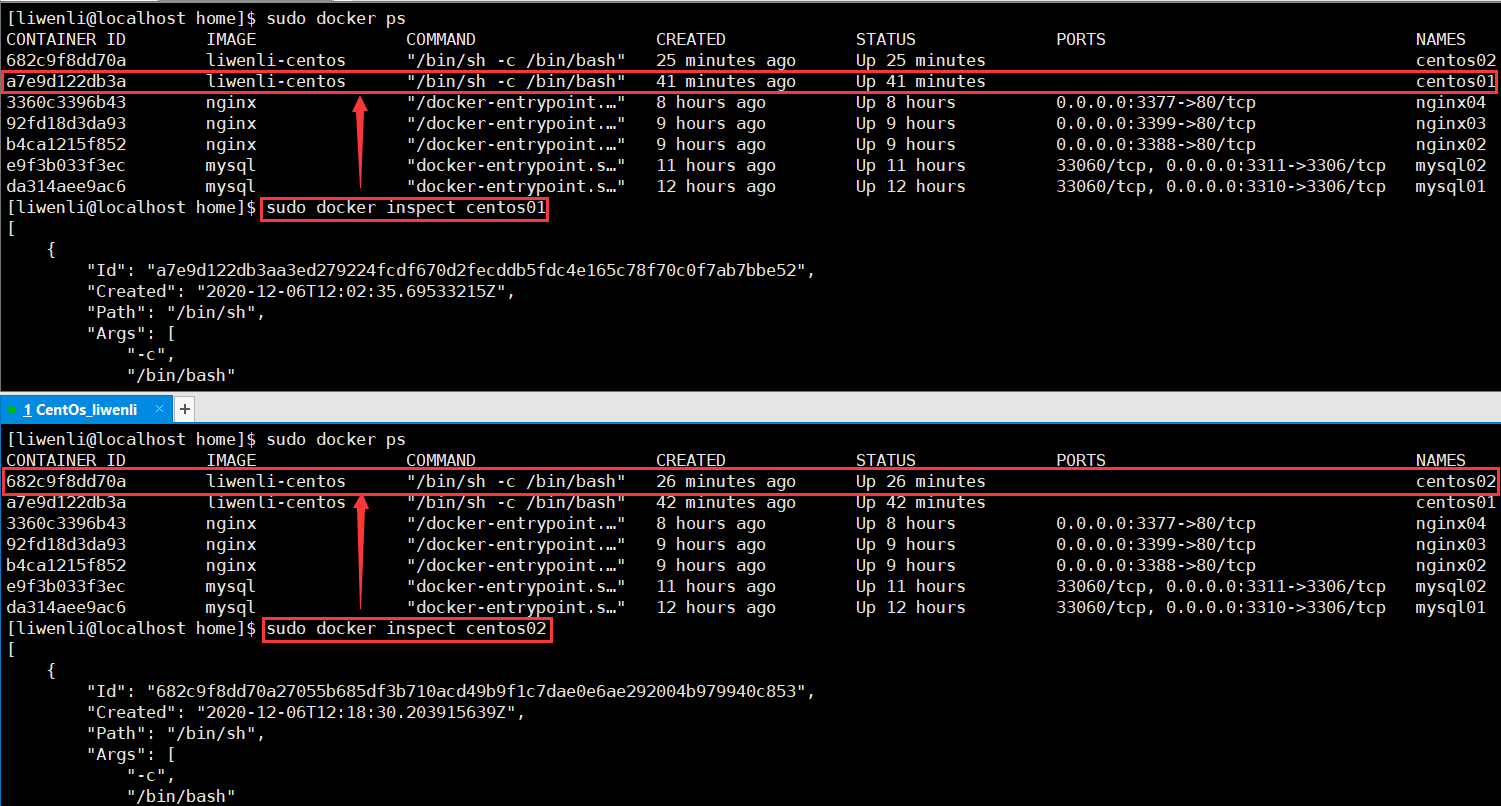 [liwenli@localhost home]$ sudo docker ps
CONTAINER ID        IMAGE               COMMAND                  CREATED             STATUS              PORTS                               NAMES
682c9f8dd70a        liwenli-centos      "/bin/sh -c /bin/bash"   25 minutes ago      Up 25 minutes                                           centos02
a7e9d122db3a        liwenli-centos      "/bin/sh -c /bin/bash"   41 minutes ago      Up 41 minutes                                           centos01
3360c3396b43        nginx               "/docker-entrypoint.…"   8 hours ago         Up 8 hours          0.0.0.0:3377->80/tcp                nginx04
92fd18d3da93        nginx               "/docker-entrypoint.…"   9 hours ago         Up 9 hours          0.0.0.0:3399->80/tcp                nginx03
b4ca1215f852        nginx               "/docker-entrypoint.…"   9 hours ago         Up 9 hours          0.0.0.0:3388->80/tcp                nginx02
e9f3b033f3ec        mysql               "docker-entrypoint.s…"   11 hours ago        Up 11 hours         33060/tcp, 0.0.0.0:3311->3306/tcp   mysql02
da314aee9ac6        mysql               "docker-entrypoint.s…"   12 hours ago        Up 12 hours         33060/tcp, 0.0.0.0:3310->3306/tcp   mysql01
[liwenli@localhost home]$ sudo docker inspect centos01
[
    {
        "Id": "a7e9d122db3aa3ed279224fcdf670d2fecddb5fdc4e165c78f70c0f7ab7bbe52",
        "Created": "2020-12-06T12:02:35.69533215Z",
        "Path": "/bin/sh",
        "Args": [
            "-c",
            "/bin/bash"
1 CentOs_liwenli × +
[liwenli@localhost home]$ sudo docker ps
CONTAINER ID        IMAGE               COMMAND                  CREATED             STATUS              PORTS                               NAMES
682c9f8dd70a        liwenli-centos      "/bin/sh -c /bin/bash"   26 minutes ago      Up 26 minutes                                           centos02
a7e9d122db3a        liwenli-centos      "/bin/sh -c /bin/bash"   42 minutes ago      Up 42 minutes                                           centos01
3360c3396b43        nginx               "/docker-entrypoint.…"   8 hours ago         Up 8 hours          0.0.0.0:3377->80/tcp                nginx04
92fd18d3da93        nginx               "/docker-entrypoint.…"   9 hours ago         Up 9 hours          0.0.0.0:3399->80/tcp                nginx03
b4ca1215f852        nginx               "/docker-entrypoint.…"   9 hours ago         Up 9 hours          0.0.0.0:3388->80/tcp                nginx02
e9f3b033f3ec        mysql               "docker-entrypoint.s…"   11 hours ago        Up 11 hours         33060/tcp, 0.0.0.0:3311->3306/tcp   mysql02
da314aee9ac6        mysql               "docker-entrypoint.s…"   12 hours ago        Up 12 hours         33060/tcp, 0.0.0.0:3310->3306/tcp   mysql01
[liwenli@localhost home]$ sudo docker inspect centos02
[
    {
        "Id": "682c9f8dd70a27055b685df3b710acd49b9f1c7dae0e6ae292004b979940c853",
        "Created": "2020-12-06T12:18:30.203915639Z",
        "Path": "/bin/sh",
        "Args": [
            "-c",
            "/bin/bash"